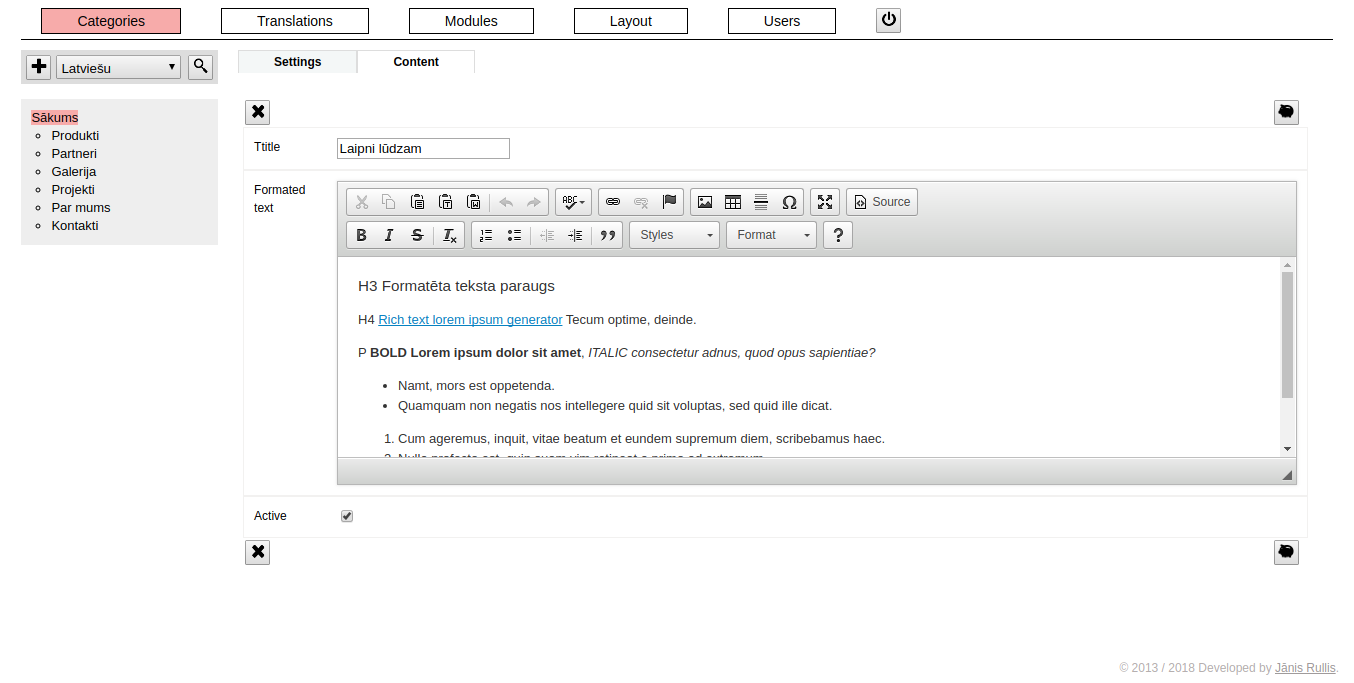 Categories Translations Modules Layout Users
Latviešu
Settings Content
Sākums
Produkti
Partneri
Galerija
Projekti
Par mums
Kontakti
Ttitle Laipni lūdzam
Formated
text
ABC Source
B I S Tx Styles Format ?
H3 Formatēta teksta paraugs
H4 Rich text lorem ipsum generator Tecum optime, deinde.
P BOLD Lorem ipsum dolor sit amet, ITALIC consectetur adnus, quod opus sapientiae?
Namt, mors est oppetenda.
Quamquam non negatis nos intellegere quid sit voluptas, sed quid ille dicat.
1. Cum ageremus, inquit, vitae beatum et eundem supremum diem, scribebamus haec.
Active
© 2013 / 2018 Developed by Jānis Rullis.